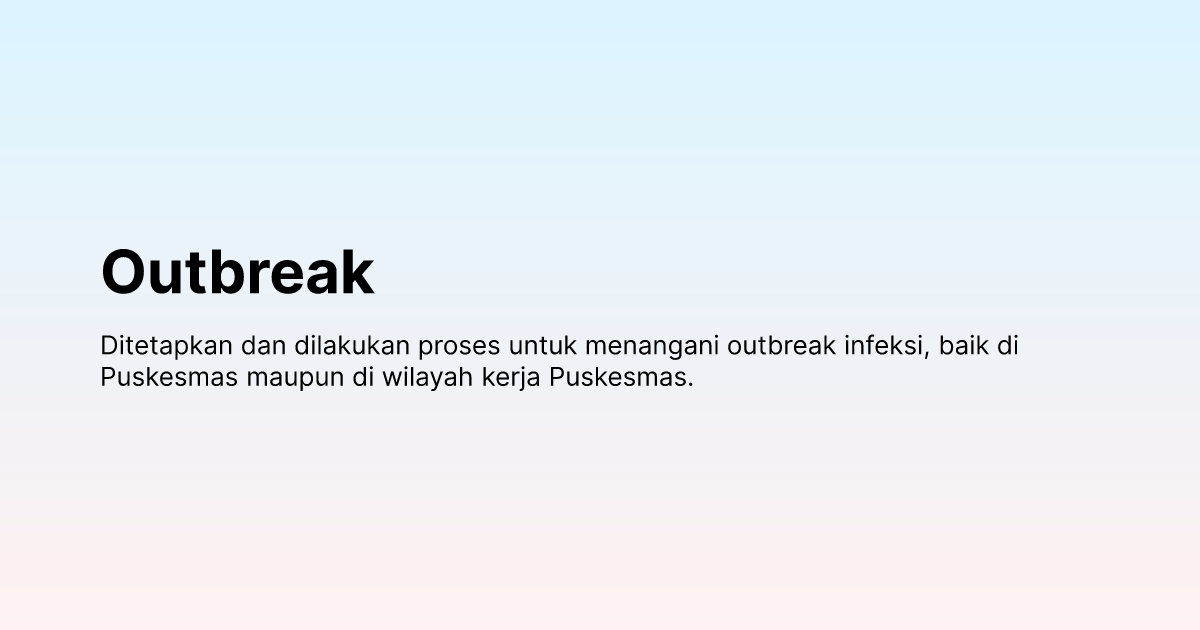 Outbreak
Ditetapkan dan dilakukan proses untuk menangani outbreak infeksi, baik di
Puskesmas maupun di wilayah kerja Puskesmas.